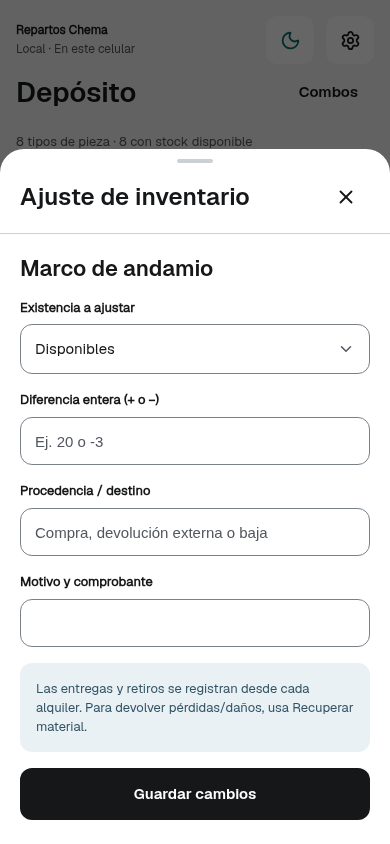 Repartos Chema
Local · En este celular
Depósito
Combos
8 tipos de pieza · 8 con stock disponible
Ajuste de inventario
Marco de andamio
Existencia a ajustar
Disponibles
Diferencia entera (+ o −)
Ej. 20 o -3
Procedencia / destino
Compra, devolución externa o baja
Motivo y comprobante
Las entregas y retiros se registran desde cada
alquiler. Para devolver pérdidas/daños, usa Recuperar
material.
Guardar cambios